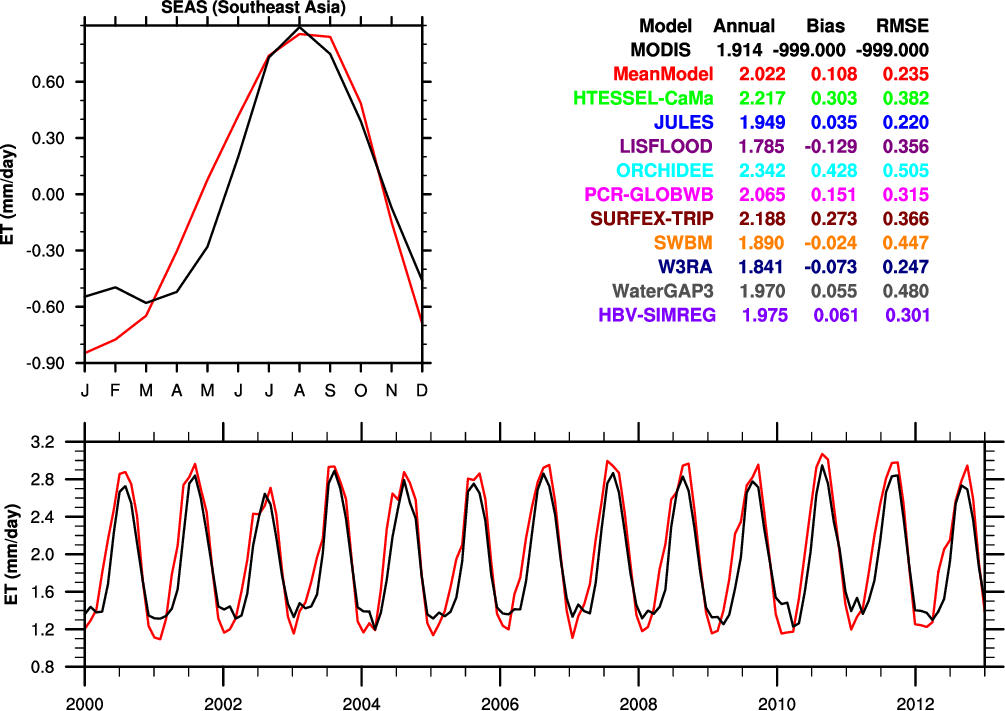 SEAS (Southeast Asia)
ET (mm/day)
0.60
0.30
0.00
-0.30
-0.60
-0.90
J F M A M J J A S O N D
Model Annual Bias RMSE
MODIS 1.914 -999.000 -999.000
MeanModel 2.022 0.108 0.235
HTESSEL-CaMa 2.217 0.303 0.382
JULES 1.949 0.035 0.220
LISFLOOD 1.785 -0.129 0.356
ORCHIDEE 2.342 0.428 0.505
PCR-GLOBWB 2.065 0.151 0.315
SURFEX-TRIP 2.188 0.273 0.366
SWBM 1.890 -0.024 0.447
W3RA 1.841 -0.073 0.247
WaterGAP3 1.970 0.055 0.480
HBV-SIMREG 1.975 0.061 0.301
ET (mm/day)
3.2
2.8
2.4
2.0
1.6
1.2
0.8
2000 2002 2004 2006 2008 2010 2012